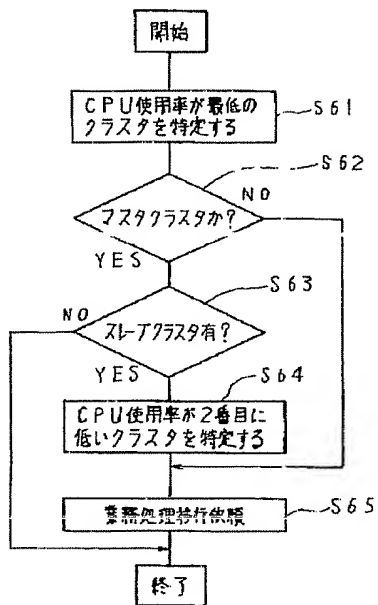 開始
CPU使用率が最低の
クラスタを特定する
S61
S62
マスタクラスタか?
NO
YES
S63
NO
スレーブクラスタ有?
YES
S64
CPU使用率が2番目に
低いクラスタを特定する
業務処理移行依頼
S65
終了